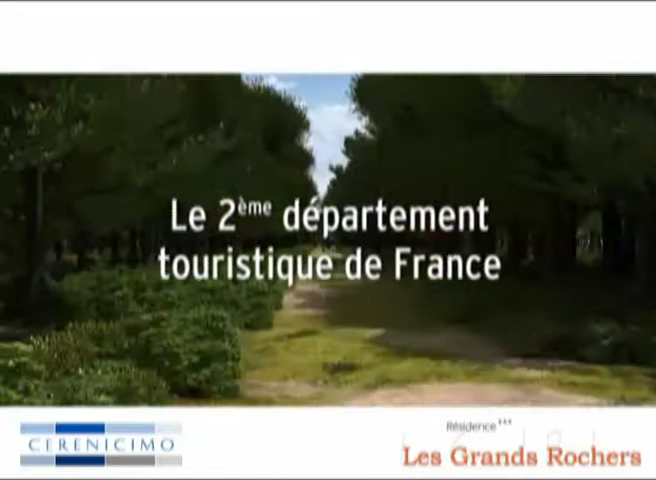 Le 2ème département
touristique de France
CERENICIMO
Résidence ***
Les Grands Rochers